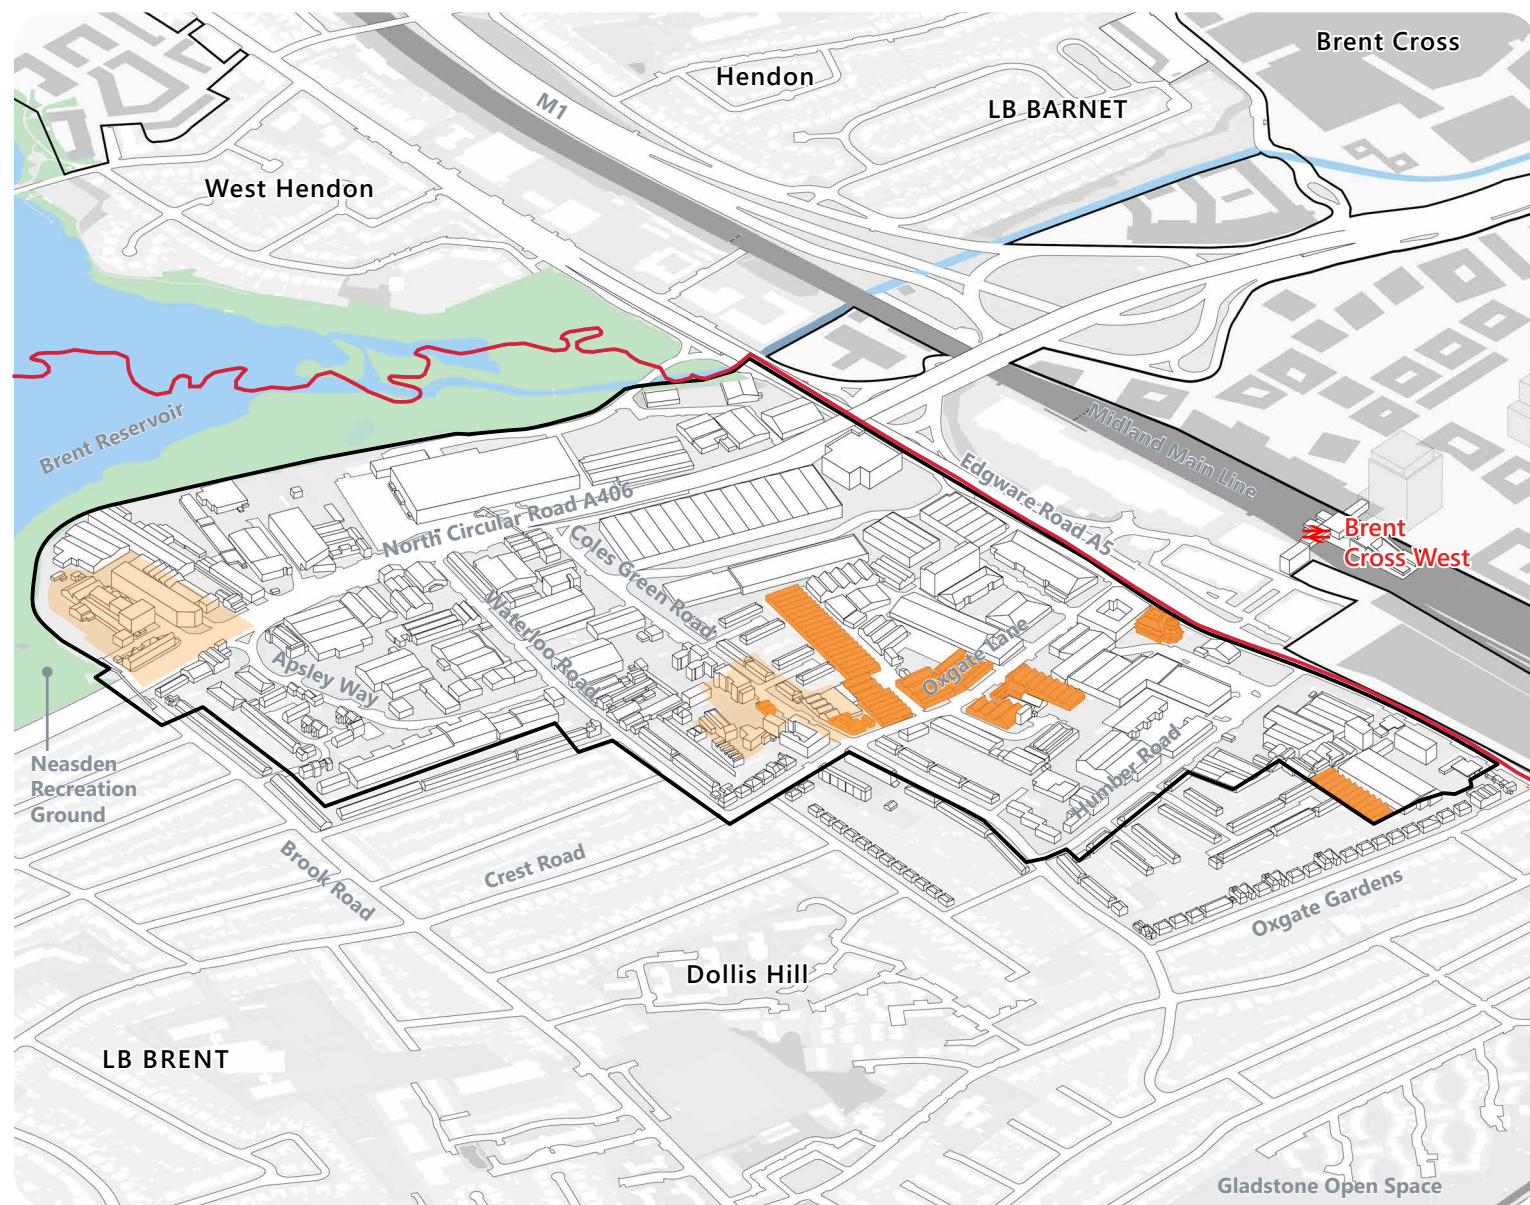 Brent Cross
Hendon
LB BARNET
M1
West Hendon
Brent Reservoir
Midland Main Line
Edgware Road A5
North Circular Road A406
Brent
Cross West
Coles Green Road
Waterloo Road
Oxgate Lane
Apsley Way
Humber Road
Neasden
Recreation
Ground
Brook Road
Crest Road
Oxgate Gardens
Dollis Hill
LB BRENT
Gladstone Open Space